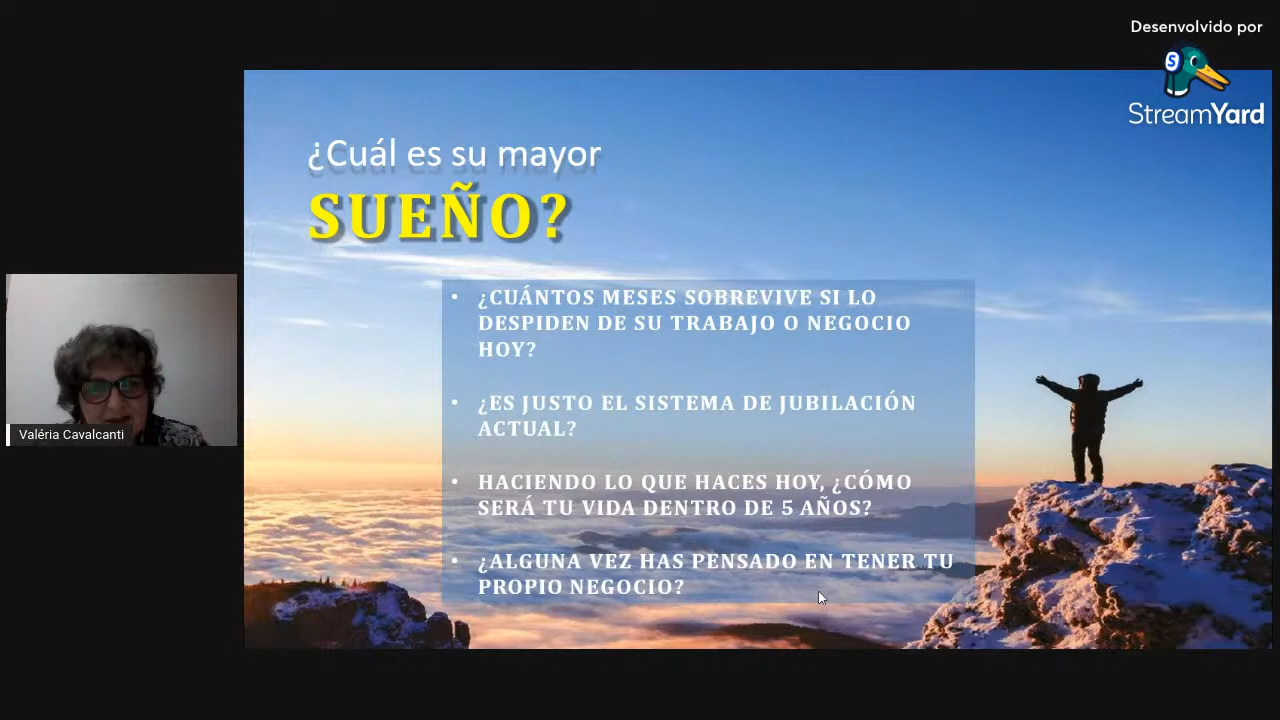 Desenvolvido por
StreamYard
¿Cuál es su mayor
SUEÑO?
• ¿CUÁNTOS MESES SOBREVIVE SI LO
DESPIDEN DE SU TRABAJO O NEGOCIO
HOY?
• ¿ES JUSTO EL SISTEMA DE JUBILACIÓN
ACTUAL?
• HACIENDO LO QUE HACES HOY, ¿CÓMO
SERÁ TU VIDA DENTRO DE 5 AÑOS?
• ¿ALGUNA VEZ HAS PENSADO EN TENER TU
PROPIO NEGOCIO?
Valéria Cavalcanti